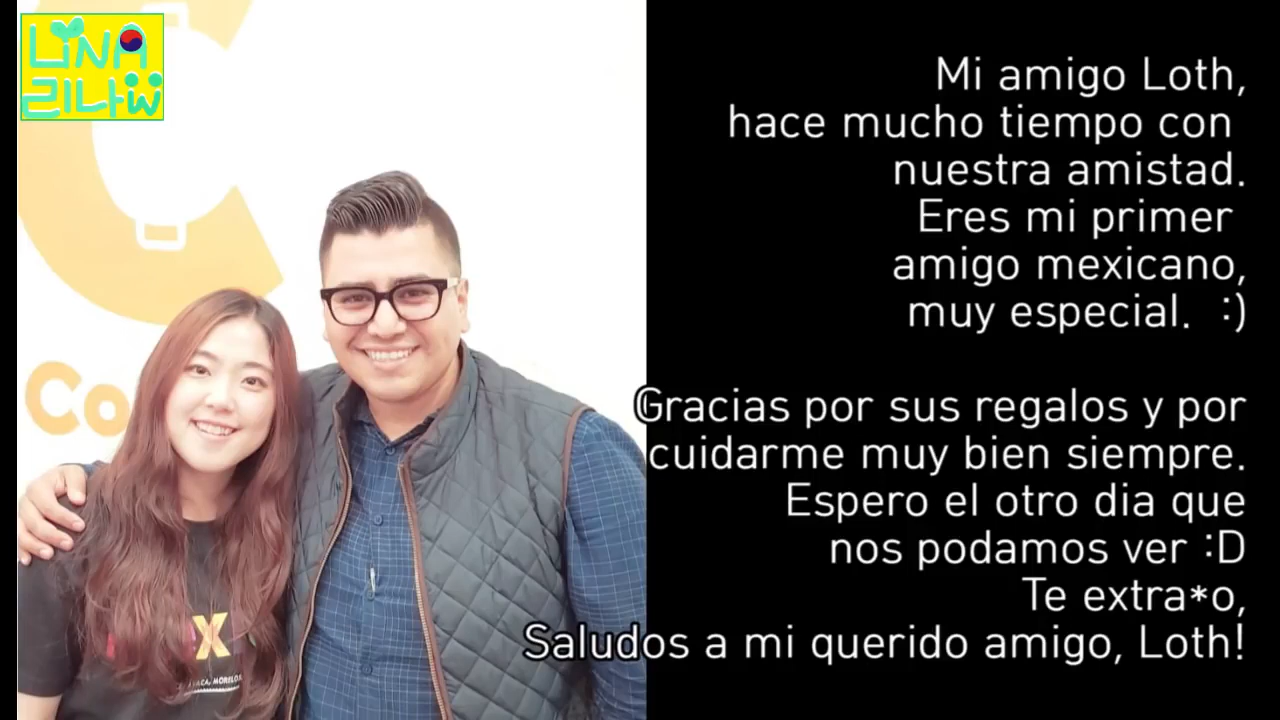 LiNA
리나
Co
Mi amigo Loth,
hace mucho tiempo con
nuestra amistad.
Eres mi primer
amigo mexicano,
muy especial. :)
Gracias por sus regalos y por
cuidarme muy bien siempre.
Espero el otro dia que
nos podamos ver :D
Te extra*o,
Saludos a mi querido amigo, Loth!